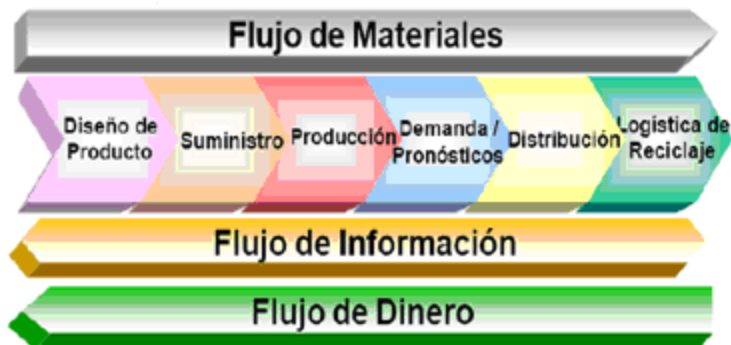 Flujo de Materiales
Diseño de
Producto
Suministro
Producción
Demanda /
Pronósticos
Distribución
Logística de
Reciclaje
Flujo de Información
Flujo de Dinero